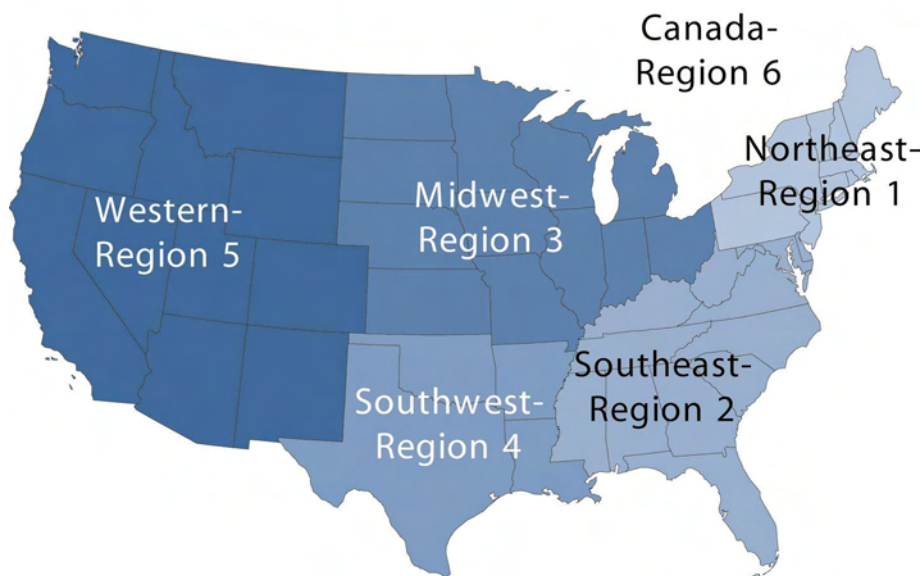 Canada-
Region 6
Northeast-
Region 1
Western-
Region 5
Midwest-
Region 3
Southeast-
Region 2
Southwest-
Region 4